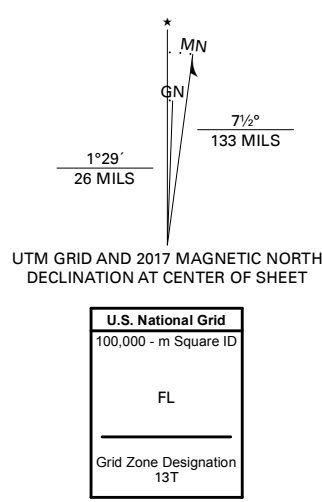 ★
MN
GN
7½°
133 MILS
1°29´
26 MILS
UTM GRID AND 2017 MAGNETIC NORTH
DECLINATION AT CENTER OF SHEET
U.S. National Grid
100,000 - m Square ID
FL
Grid Zone Designation
13T